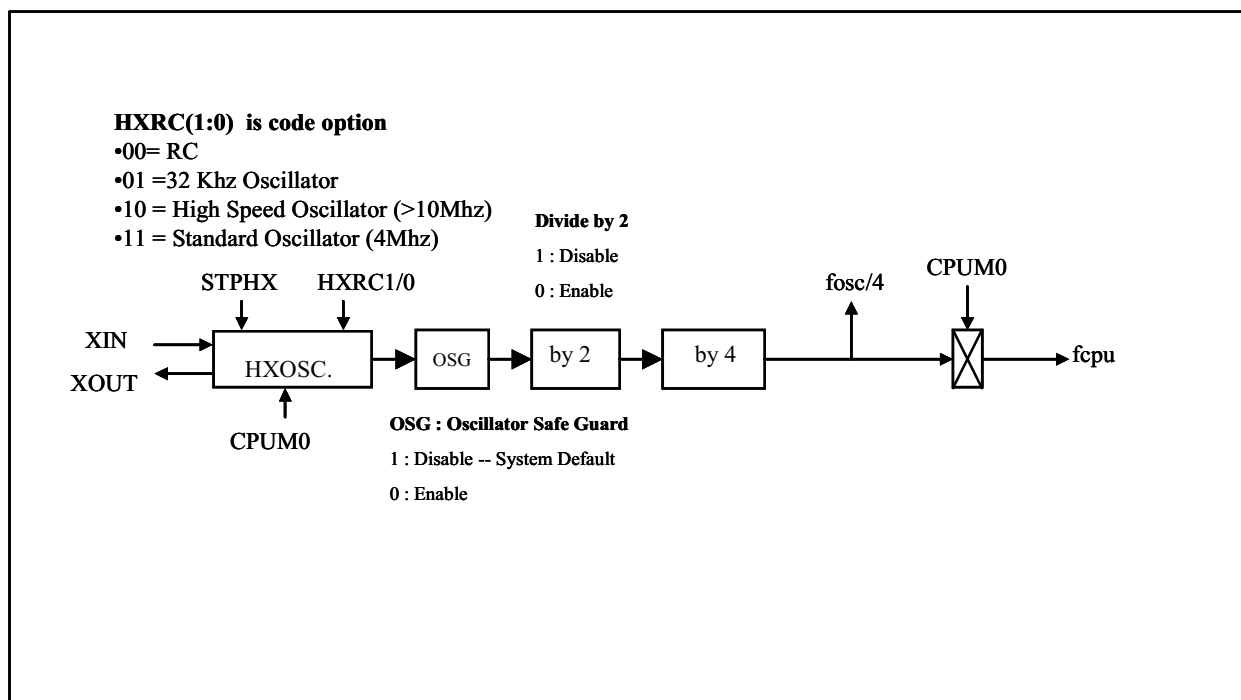 HXRC(1:0) is code option
•00= RC
•01 =32 Khz Oscillator
•10 = High Speed Oscillator (>10Mhz)
•11 = Standard Oscillator (4Mhz)
Divide by 2
1 : Disable
0 : Enable
STPHX
HXRC1/0
fosc/4
CPUM0
XIN
XOUT
HXOSC.
OSG
by 2
by 4
fcpu
CPUM0
OSG : Oscillator Safe Guard
1 : Disable -- System Default
0 : Enable